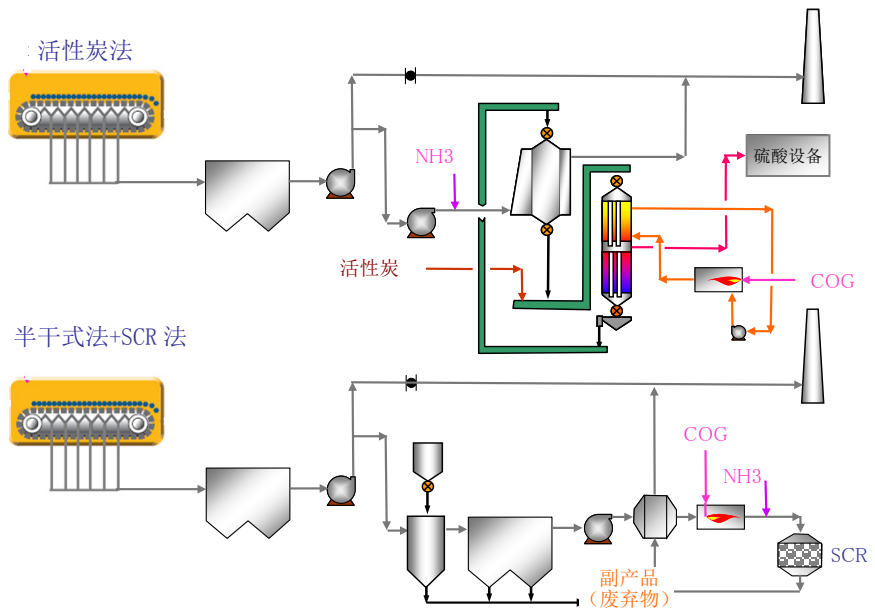 活性炭法
NH3
硫酸设备
活性炭
COG
半干式法+SCR 法
COG
NH3
SCR
副产品
（废弃物）